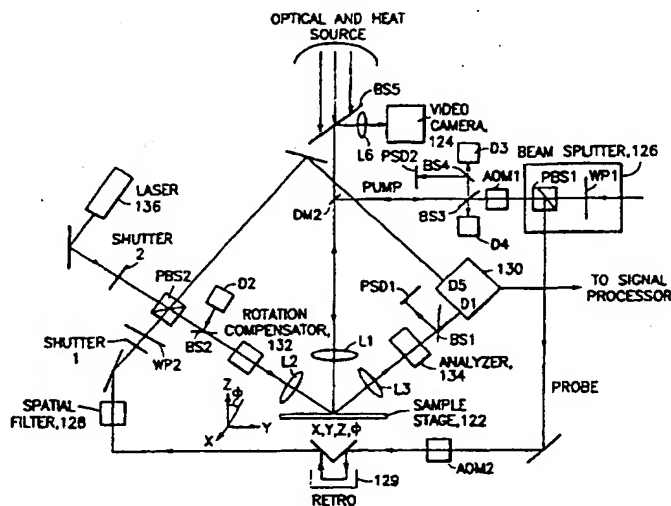 OPTICAL AND HEAT
SOURCE
BS5
VIDEO
CAMERA,
124
L6
PSD2
D3
BS4
BEAM SPLITTER,126
AOM1
PBS1
WP1
LASER
136
PUMP
DM2
BS3
D4
SHUTTER
2
PBS2
D2
130
PSD1
D5
D1
TO SIGNAL
PROCESSOR
ROTATION
COMPENSATOR,
132
SHUTTER
1
WP2
BS2
L2
L1
L3
BS1
ANALYZER,
134
SPATIAL
FILTER,128
Z
Φ
X
Y
X,Y,Z,Φ
SAMPLE
STAGE,122
PROBE
129
RETRO
AOM2